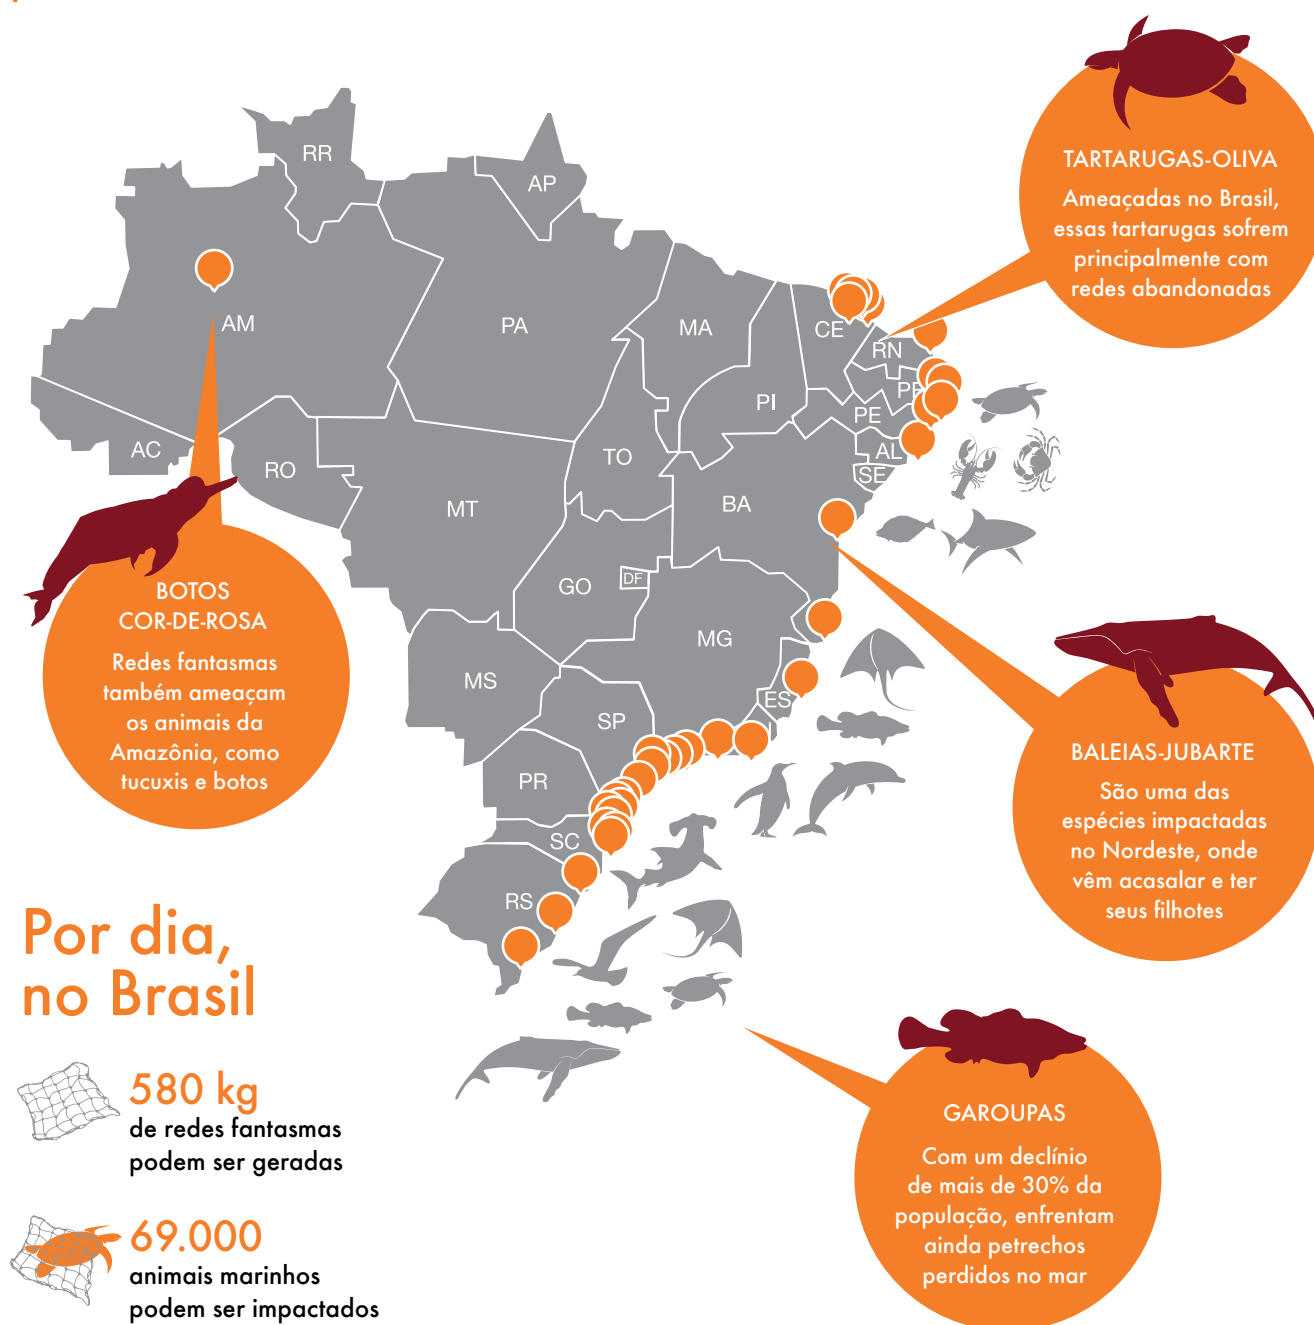 TARTARUGAS-OLIVA
Ameaçadas no Brasil,
essas tartarugas sofrem
principalmente com
redes abandonadas
RR
AP
AM
PA
MA
CE
RN
PI
PE
AL
SE
AC
RO
TO
MT
BA
GO
DF
MG
MS
ES
SP
PR
SC
RS
BOTOS
COR-DE-ROSA
Redes fantasmas
também ameaçam
os animais da
Amazônia, como
tucuxis e botos
BALEIAS-JUBARTE
São uma das
espécies impactadas
no Nordeste, onde
vêm acasalar e ter
seus filhotes
Por dia,
no Brasil
580 kg
de redes fantasmas
podem ser geradas
69.000
animais marinhos
podem ser impactados
GAROUPAS
Com um declínio
de mais de 30% da
população, enfrentam
ainda petrechos
perdidos no mar